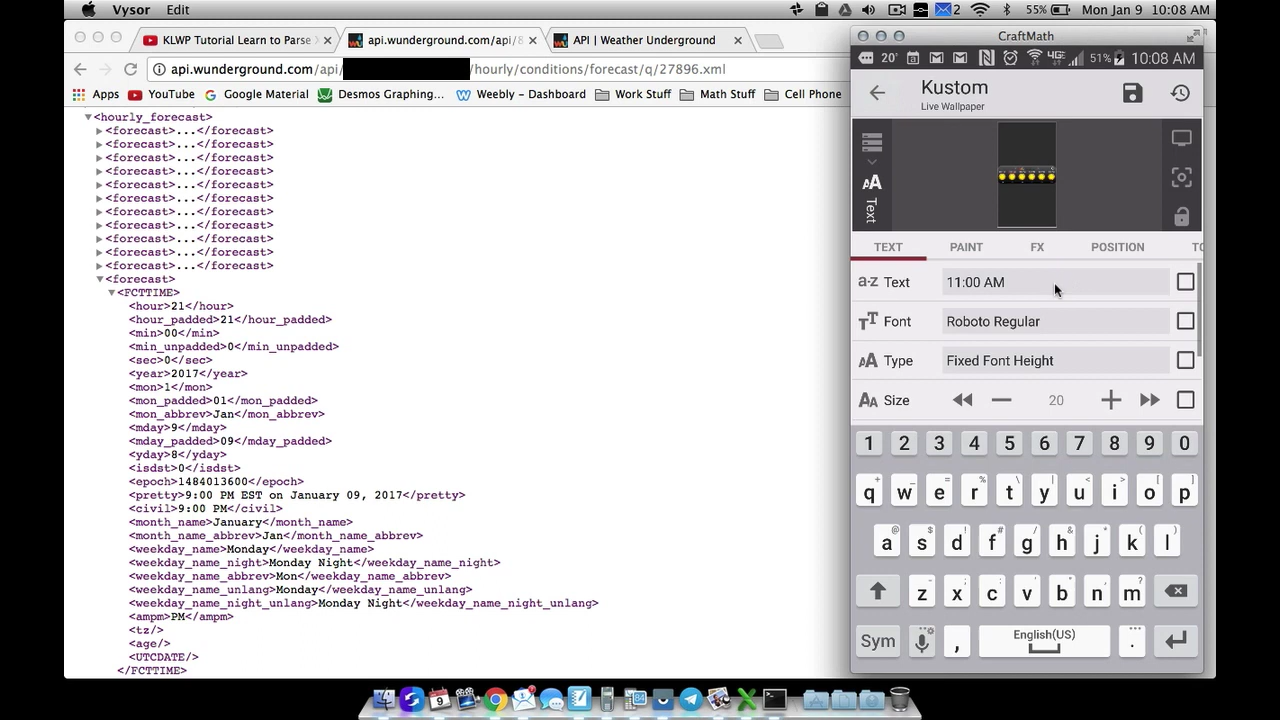 Vysor Edit
2 55% Mon Jan 9 10:08 AM
KLWP Tutorial Learn to Parse
api.wunderground.com/api/8
API | Weather Underground
api.wunderground.com/api/ /hourly/conditions/forecast/q/27896.xml
Apps YouTube Google Material Desmos Graphing... Weebly - Dashboard Work Stuff Math Stuff Cell Phone
<hourly_forecast>
<forecast>...</forecast>
<forecast>...</forecast>
<forecast>...</forecast>
<forecast>...</forecast>
<forecast>...</forecast>
<forecast>...</forecast>
<forecast>...</forecast>
<forecast>...</forecast>
<forecast>...</forecast>
<forecast>...</forecast>
<forecast>...</forecast>
<forecast>
<FCTTIME>
<hour>21</hour>
<hour_padded>21</hour_padded>
<min>00</min>
<min_unpadded>0</min_unpadded>
<sec>0</sec>
<year>2017</year>
<mon>1</mon>
<mon_padded>01</mon_padded>
<mon_abbrev>Jan</mon_abbrev>
<mday>9</mday>
<mday_padded>09</mday_padded>
<yday>8</yday>
<isdst>0</isdst>
<epoch>1484013600</epoch>
<pretty>9:00 PM EST on January 09, 2017</pretty>
<civil>9:00 PM</civil>
<month_name>January</month_name>
<month_name_abbrev>Jan</month_name_abbrev>
<weekday_name>Monday</weekday_name>
<weekday_name_night>Monday Night</weekday_name_night>
<weekday_name_abbrev>Mon</weekday_name_abbrev>
<weekday_name_unlang>Monday</weekday_name_unlang>
<weekday_name_night_unlang>Monday Night</weekday_name_night_unlang>
<ampm>PM</ampm>
<tz/>
<age/>
<UTCDATE/>
</FCTTIME>
CraftMath
20° 4G LTE 51% 10:08 AM
Kustom
Live Wallpaper
AA Text
TEXT PAINT FX POSITION TO
a-z Text 11:00 AM
Font Roboto Regular
Type Fixed Font Height
Size 20
1 2 3 4 5 6 7 8 9 0
q w e r t y u i o p
a s d f g h j k l
z x c v b n m
Sym , English(US) .